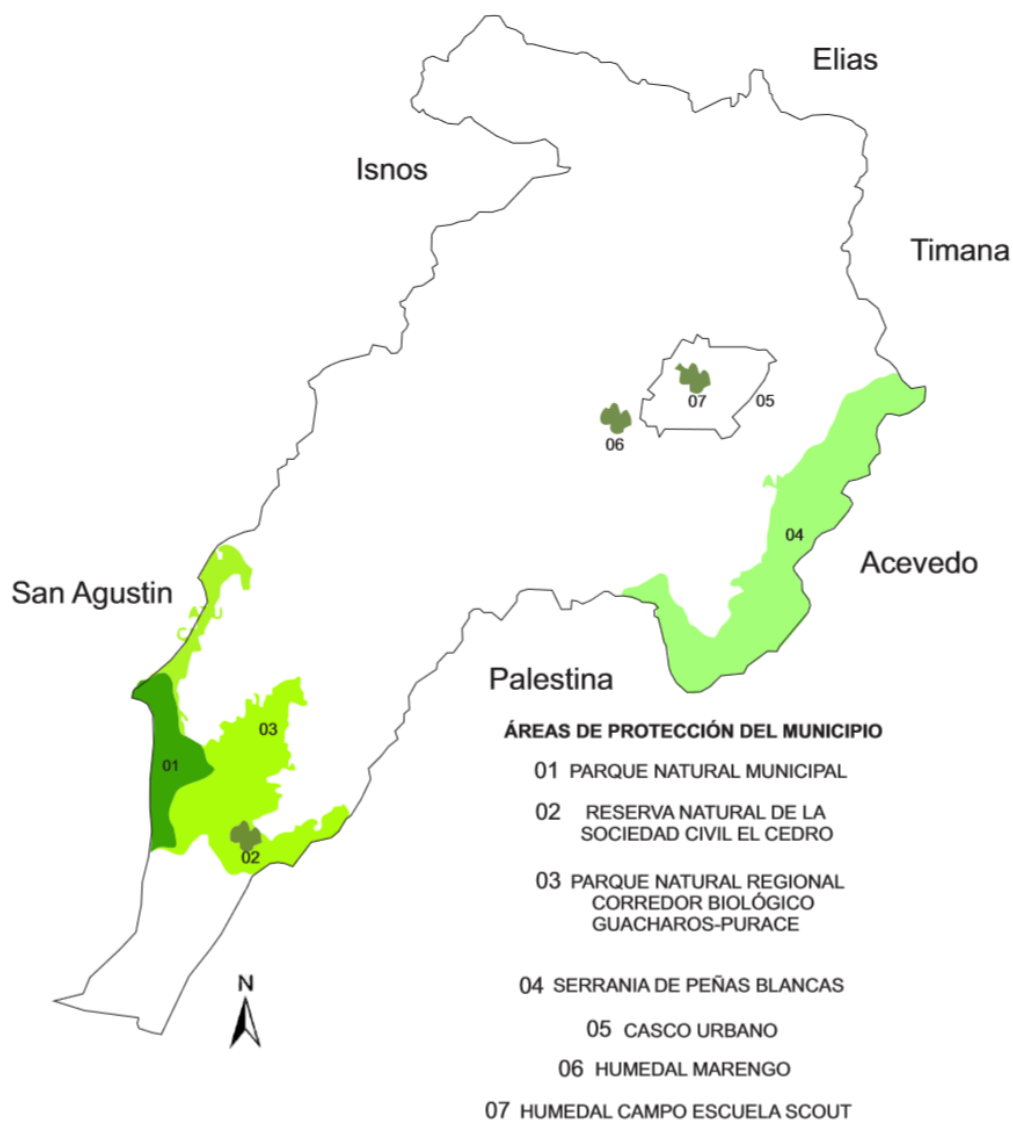 Elias
Isnos
Timana
07
05
06
04
Acevedo
San Agustin
Palestina
03
01
02
N
ÁREAS DE PROTECCIÓN DEL MUNICIPIO
01 PARQUE NATURAL MUNICIPAL
02 RESERVA NATURAL DE LA
SOCIEDAD CIVIL EL CEDRO
03 PARQUE NATURAL REGIONAL
CORREDOR BIOLÓGICO
GUACHAROS-PURACE
04 SERRANIA DE PEÑAS BLANCAS
05 CASCO URBANO
06 HUMEDAL MARENGO
07 HUMEDAL CAMPO ESCUELA SCOUT